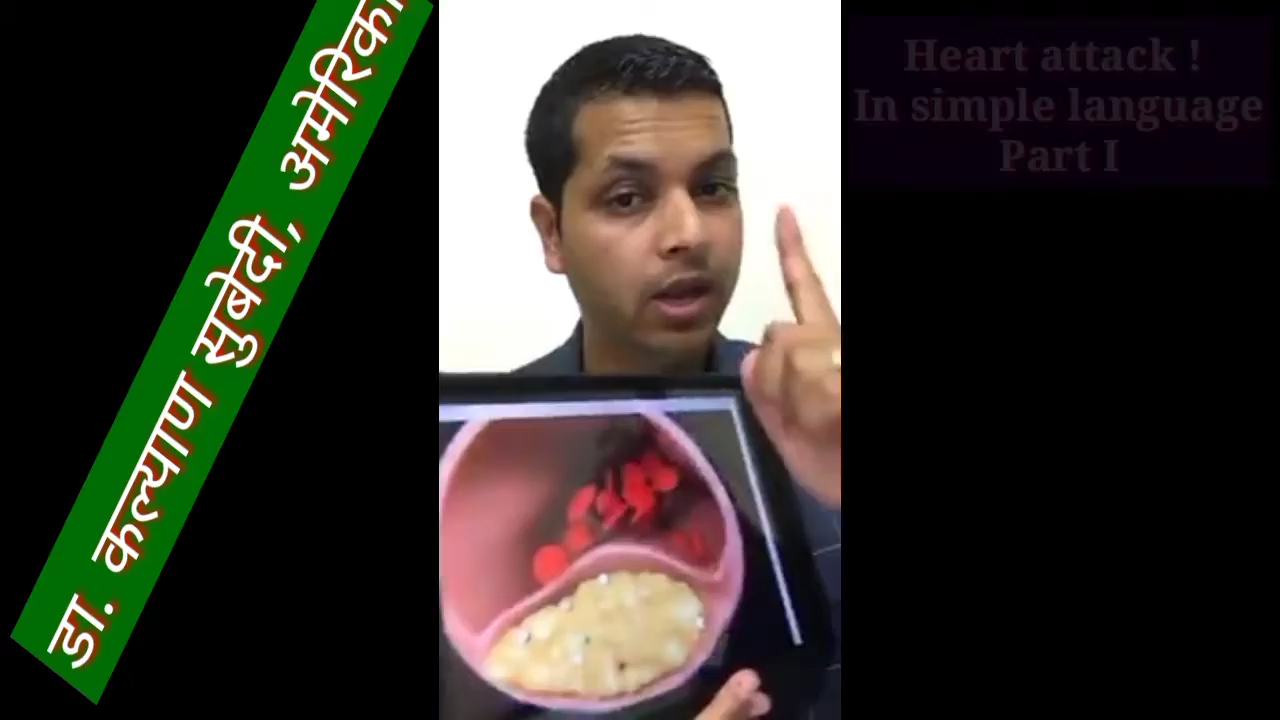 डा. कल्याण सुबेदी, अमेरिका
Heart attack !
In simple language
Part I